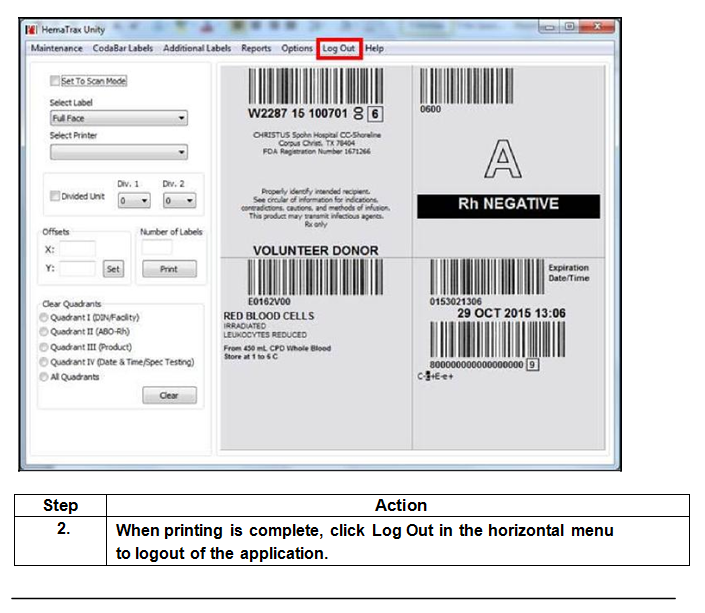 HemaTrax Unity
Maintenance CodaBar Labels Additional Labels Reports Options Log Out Help
Set To Scan Mode
Select Label
Full Face
Select Printer
Divided Unit
Div. 1 Div. 2
0 0
Offsets
X:
Y:
Set
Number of Labels
Print
Clear Quadrants
Quadrant I (DIN/Facility)
Quadrant II (ABO-Rh)
Quadrant III (Product)
Quadrant IV (Date & Time/Spec Testing)
All Quadrants
Clear
W2287 15 100701 00 6
CHRISTUS Spohn Hospital CC-Shoreline
Corpus Christi, TX 78404
FDA Registration Number 1671266
Properly identify intended recipient.
See circular of information for indications,
contradictions, cautions, and methods of infusion.
This product may transmit infectious agents.
Rx only
VOLUNTEER DONOR
0600
A
Rh NEGATIVE
E0162V00
RED BLOOD CELLS
IRRADIATED
LEUKOCYTES REDUCED
From 450 mL CPD Whole Blood
Store at 1 to 6 C
Expiration
Date/Time
0153021306
29 OCT 2015 13:06
800000000000000000 9
Step Action
2. When printing is complete, click Log Out in the horizontal menu
to logout of the application.